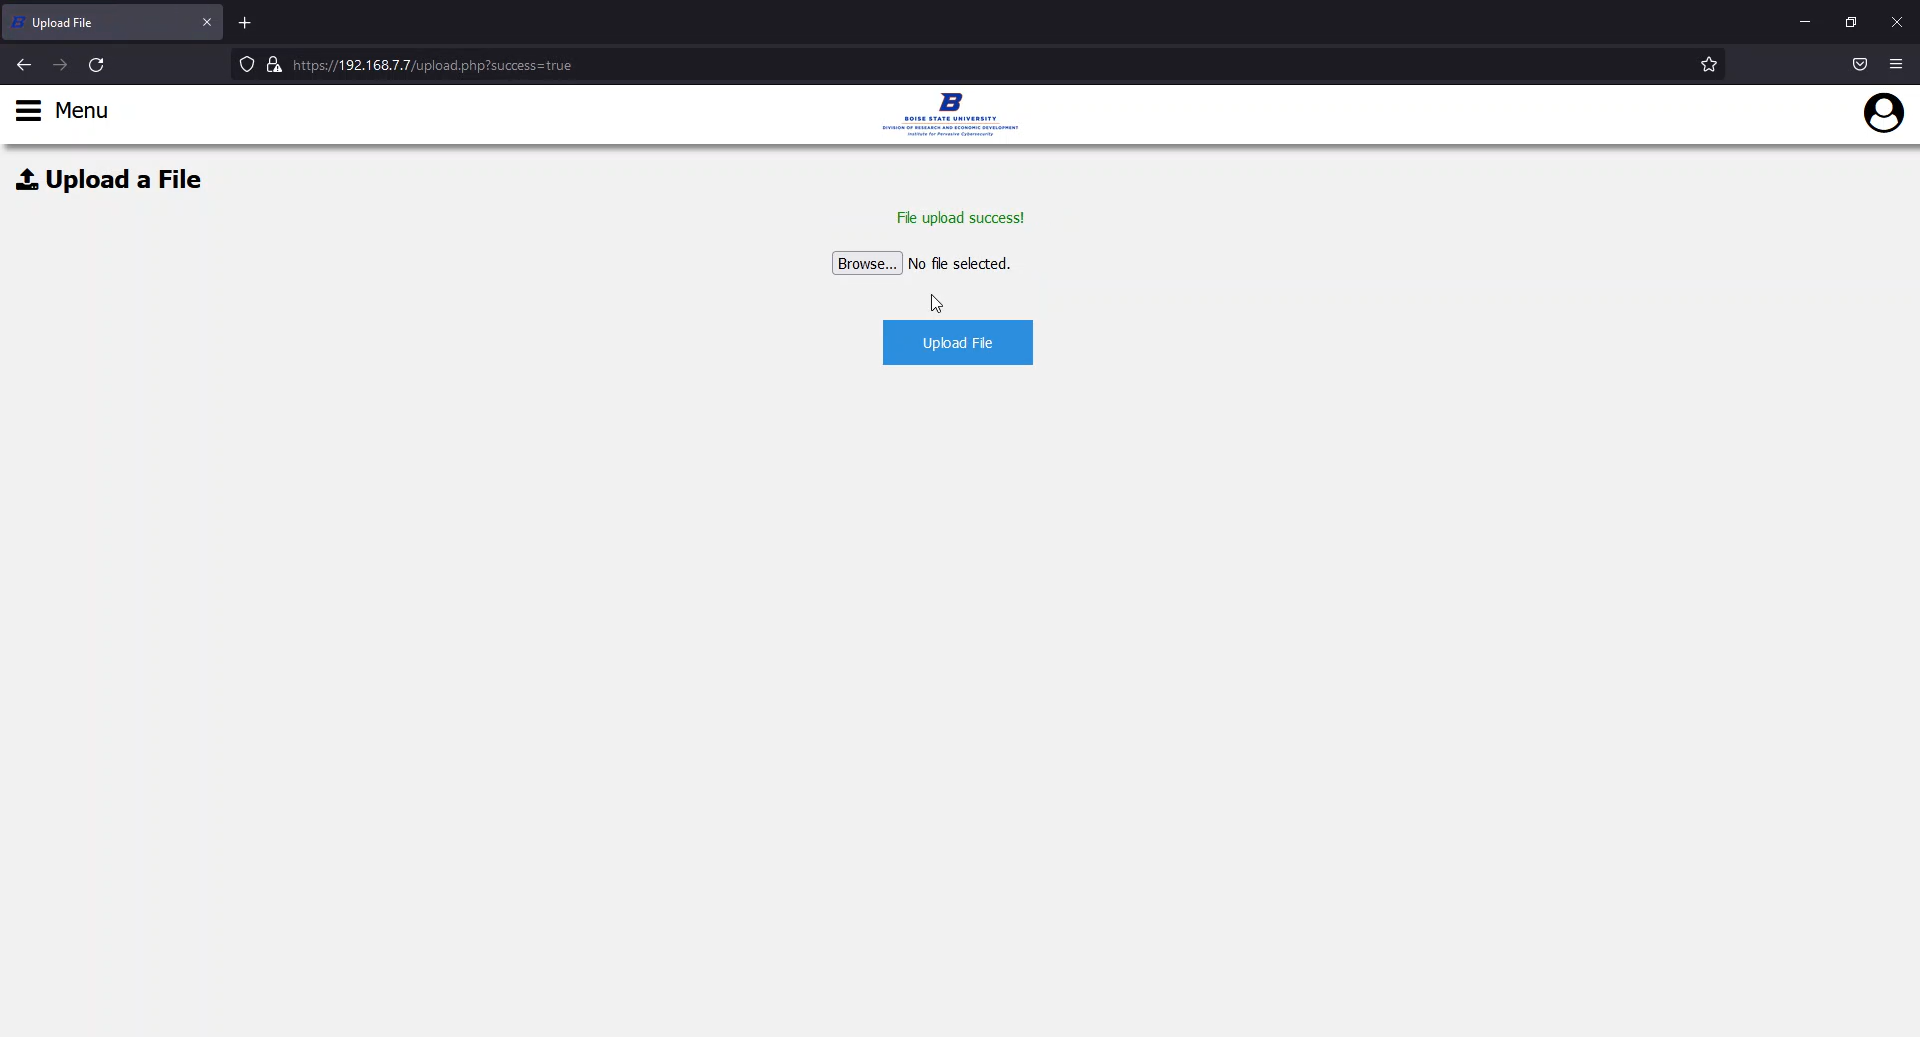 Upload File
https://192.168.7.7/upload.php?success=true
Menu
B
BOISE STATE UNIVERSITY
DIVISION OF RESEARCH AND ECONOMIC DEVELOPMENT
Institute for Pervasive Cybersecurity
Upload a File
File upload success!
Browse... No file selected.
Upload File